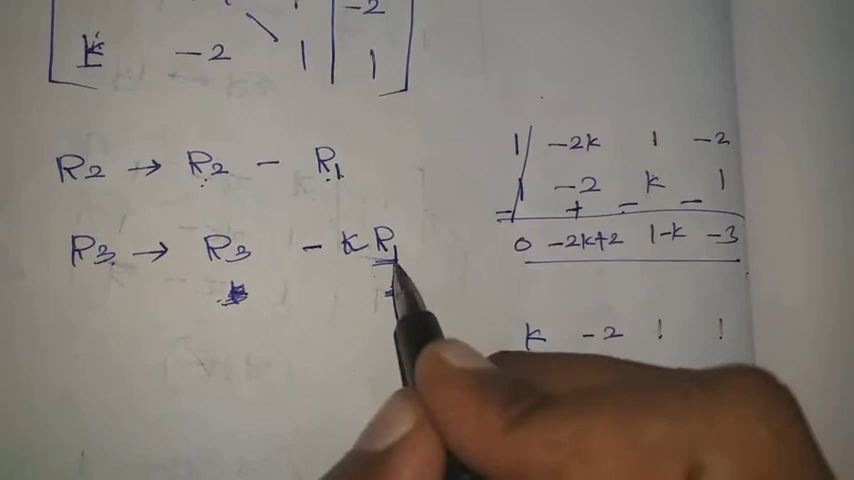 1 | -2
k -2 1 | 1
R2 → R2 - R1
R3 → R3 - KR1
1 -2k 1 -2
1 -2 k 1
- + - -
0 -2k+2 1-k -3
k -2 1 1